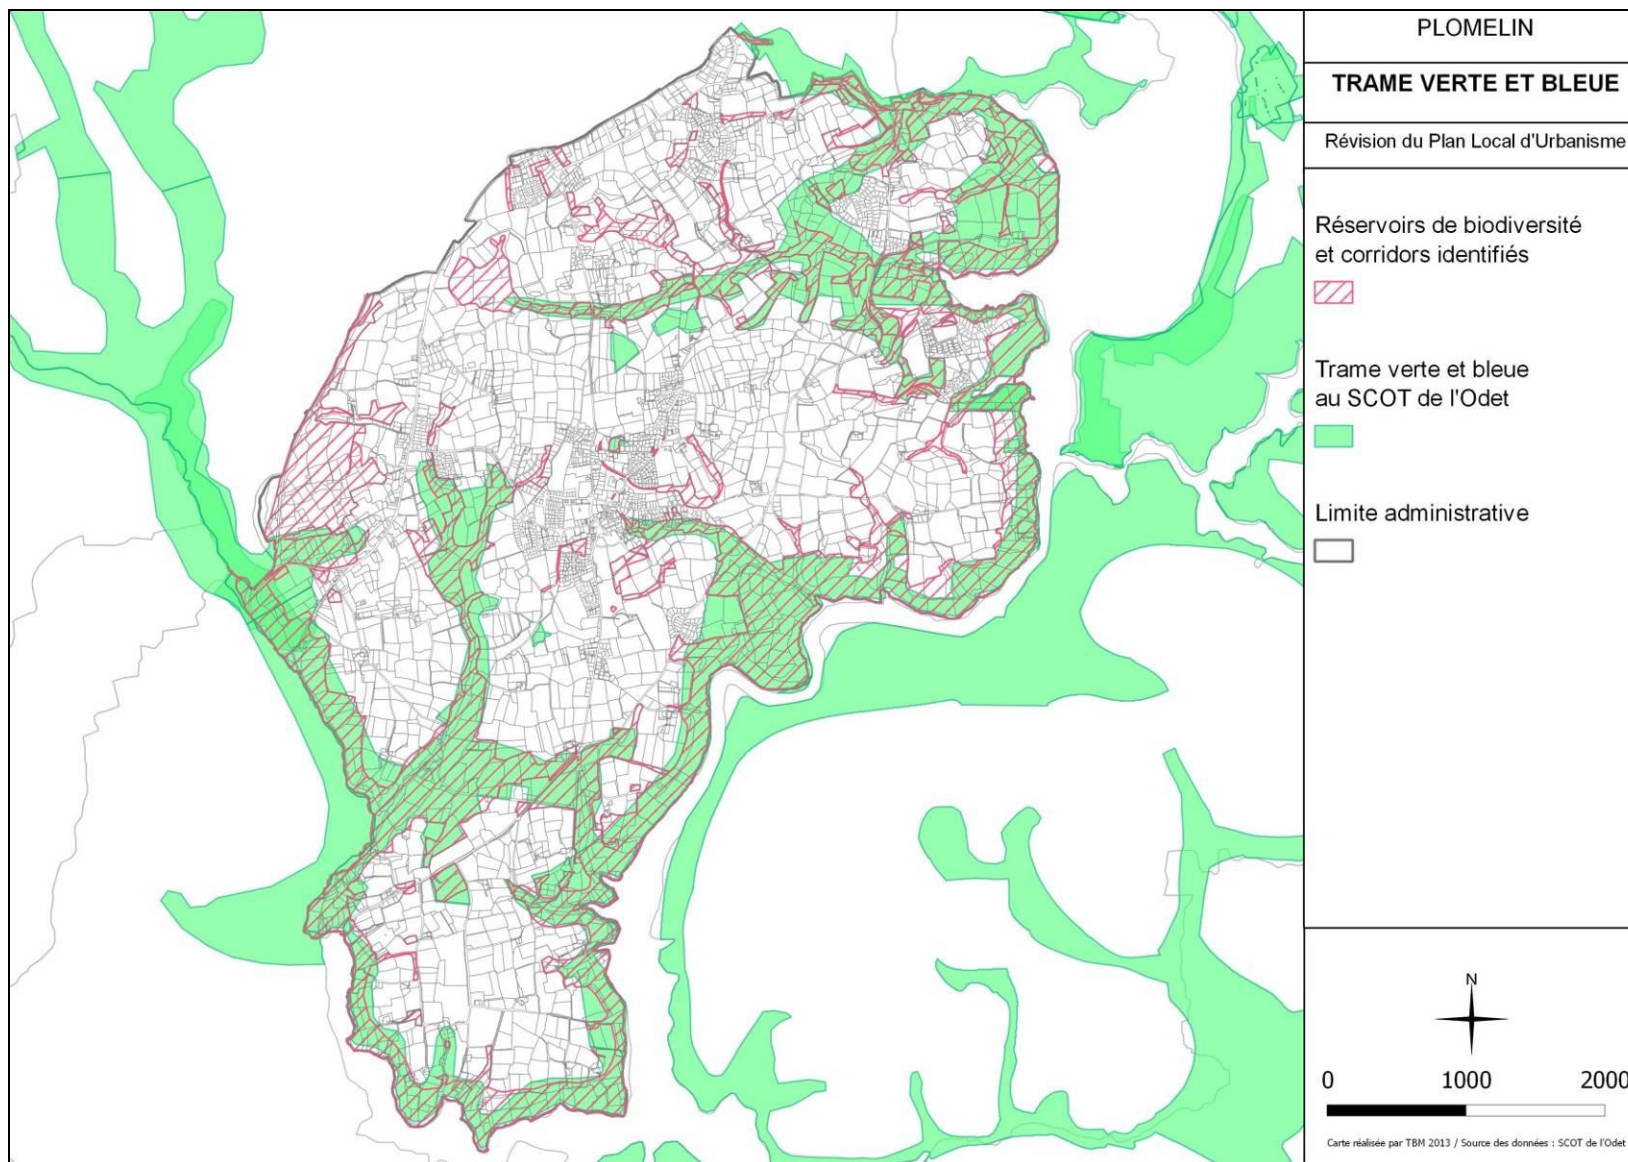 PLOMELIN
TRAME VERTE ET BLEUE
Révision du Plan Local d'Urbanisme
Réservoirs de biodiversité
et corridors identifiés
Trame verte et bleue
au SCOT de l'Odet
Limite administrative
N
0 1000 2000
Carte réalisée par TBM 2013 / Source des données : SCOT de l'Odet